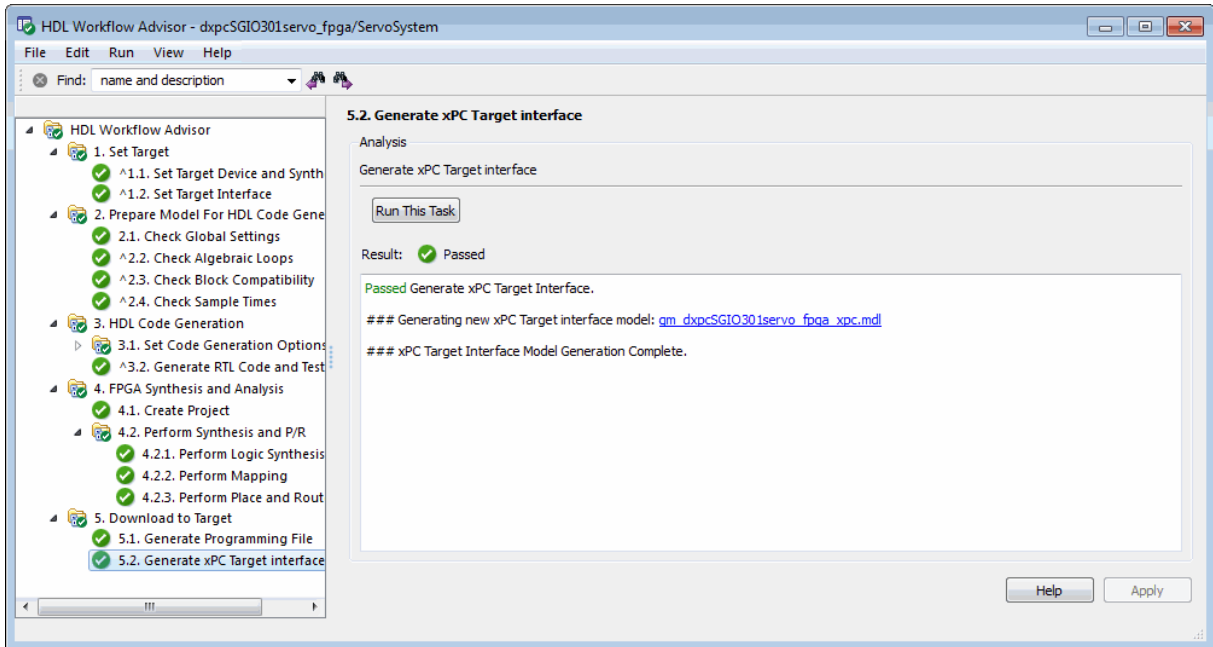 HDL Workflow Advisor - dxpcSGIO301servo_fpga/ServoSystem
File Edit Run View Help
Find: name and description
HDL Workflow Advisor
1. Set Target
^1.1. Set Target Device and Synth
^1.2. Set Target Interface
2. Prepare Model For HDL Code Gene
2.1. Check Global Settings
^2.2. Check Algebraic Loops
^2.3. Check Block Compatibility
^2.4. Check Sample Times
3. HDL Code Generation
3.1. Set Code Generation Options
^3.2. Generate RTL Code and Test
4. FPGA Synthesis and Analysis
4.1. Create Project
4.2. Perform Synthesis and P/R
4.2.1. Perform Logic Synthesis
4.2.2. Perform Mapping
4.2.3. Perform Place and Rout
5. Download to Target
5.1. Generate Programming File
5.2. Generate xPC Target interface
5.2. Generate xPC Target interface
Analysis
Generate xPC Target interface
Run This Task
Result: Passed
Passed Generate xPC Target Interface.
### Generating new xPC Target interface model: gm_dxpcSGIO301servo_fpga_xpc.mdl
### xPC Target Interface Model Generation Complete.
Help Apply